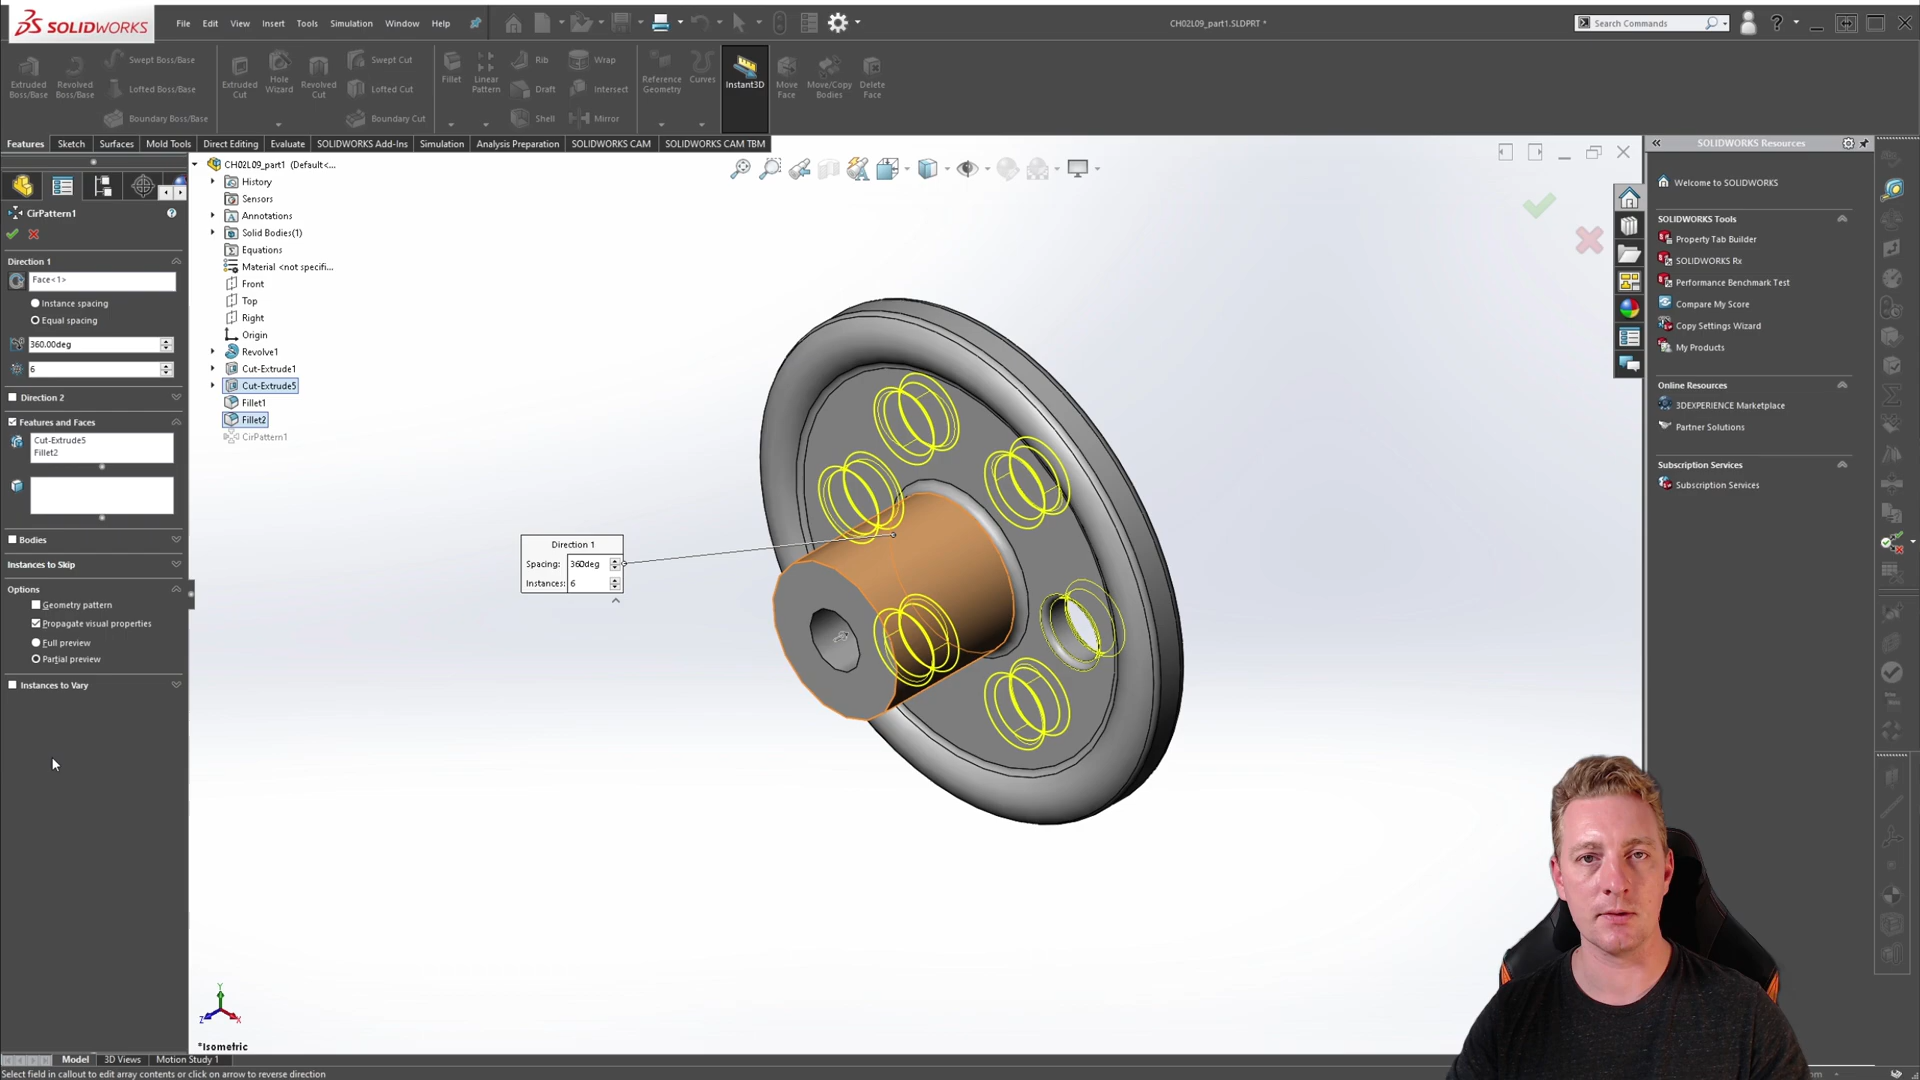 SOLIDWORKS
File Edit View Insert Tools Simulation Window Help
CH02L09_part1.SLDPRT *
Search Commands
Extruded Boss/Base
Revolved Boss/Base
Swept Boss/Base
Lofted Boss/Base
Boundary Boss/Base
Extruded Cut
Hole Wizard
Revolved Cut
Swept Cut
Lofted Cut
Boundary Cut
Fillet
Linear Pattern
Rib
Draft
Shell
Wrap
Intersect
Mirror
Reference Geometry
Curves
Instant3D
Move Face
Move/Copy Bodies
Delete Face
Features Sketch Surfaces Mold Tools Direct Editing Evaluate SOLIDWORKS Add-Ins Simulation Analysis Preparation SOLIDWORKS CAM SOLIDWORKS CAM TBM
CirPattern1
Direction 1
Face<1>
Instance spacing
Equal spacing
360.00deg
6
Direction 2
Features and Faces
Cut-Extrude5
Fillet2
Bodies
Instances to Skip
Options
Geometry pattern
Propagate visual properties
Full preview
Partial preview
Instances to Vary
CH02L09_part1 (Default<...
History
Sensors
Annotations
Solid Bodies(1)
Equations
Material <not specifi...
Front
Top
Right
Origin
Revolve1
Cut-Extrude1
Cut-Extrude5
Fillet1
Fillet2
CirPattern1
Direction 1
Spacing: 360deg
Instances: 6
SOLIDWORKS Resources
Welcome to SOLIDWORKS
SOLIDWORKS Tools
Property Tab Builder
SOLIDWORKS Rx
Performance Benchmark Test
Compare My Score
Copy Settings Wizard
My Products
Online Resources
3DEXPERIENCE Marketplace
Partner Solutions
Subscription Services
Subscription Services
Y
Z
X
*Isometric
Model 3D Views Motion Study 1
Select field in callout to edit array contents or click on arrow to reverse direction